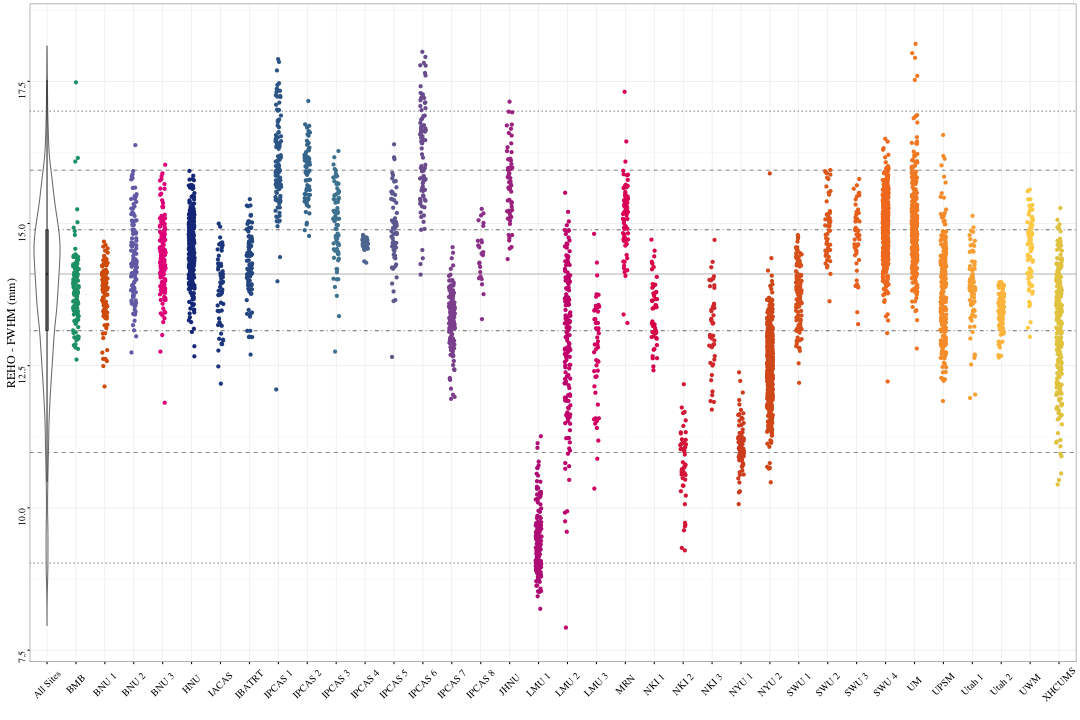 REHO - FWHM (mm)
17.5
15.0
12.5
10.0
7.5
All Sites
BMB
BNU 1
BNU 2
BNU 3
HNU
IACAS
IBATRT
IPCAS 1
IPCAS 2
IPCAS 3
IPCAS 4
IPCAS 5
IPCAS 6
IPCAS 7
IPCAS 8
JHNU
LMU 1
LMU 2
LMU 3
MRN
NKI 1
NKI 2
NKI 3
NYU 1
NYU 2
SWU 1
SWU 2
SWU 3
SWU 4
UM
UPSM
Utah 1
Utah 2
UWM
XHCUMS